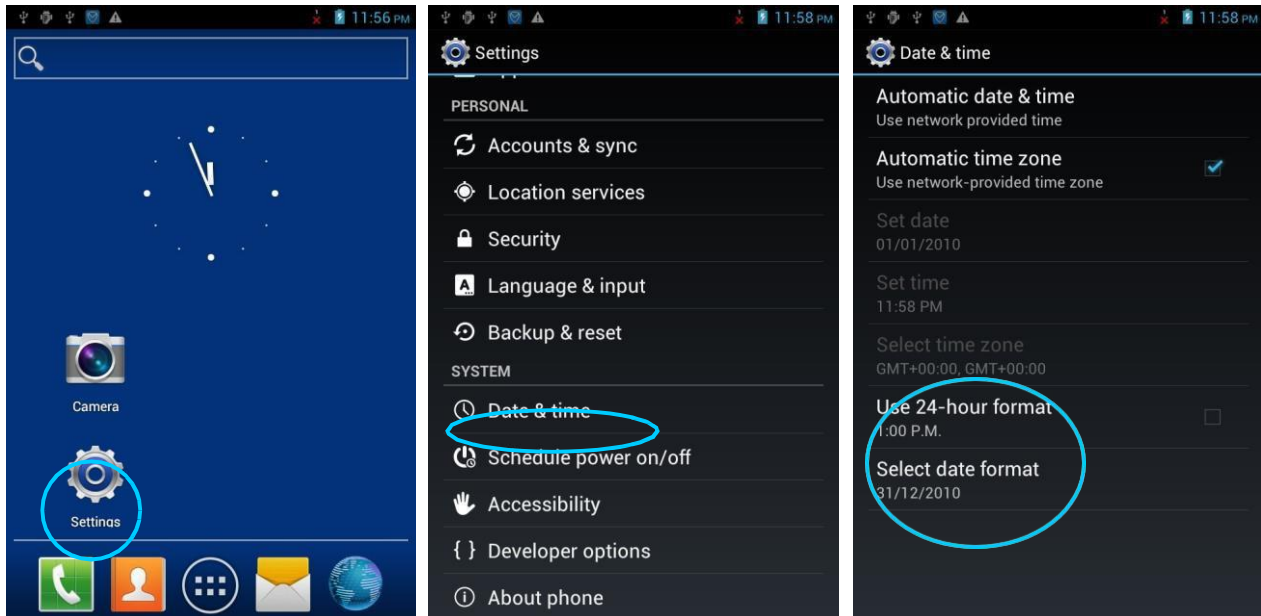 11:56 PM
Camera
Settings
11:58 PM
Settings
PERSONAL
Accounts & sync
Location services
Security
A
Language & input
Backup & reset
SYSTEM
Date & time
Schedule power on/off
Accessibility
{ } Developer options
About phone
11:58 PM
Date & time
Automatic date & time
Use network provided time
Automatic time zone
Use network-provided time zone
Set date
01/01/2010
Set time
11:58 PM
Select time zone
GMT+00:00, GMT+00:00
Use 24-hour format
1:00 P.M.
Select date format
31/12/2010